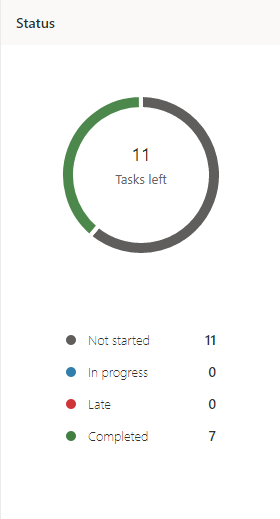 Status
11
Tasks left
Not started 11
In progress 0
Late 0
Completed 7